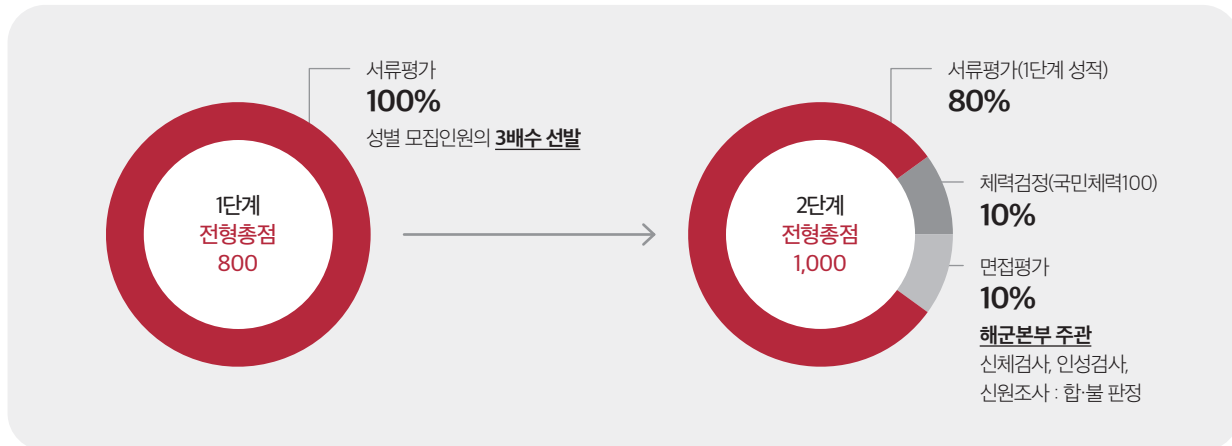 서류평가
100%
성별 모집인원의 3배수 선발
1단계
전형총점
800
서류평가(1단계 성적)
80%
체력검정(국민체력100)
10%
2단계
전형총점
1,000
면접평가
10%
해군본부 주관
신체검사, 인성검사,
신원조사 : 합·불 판정